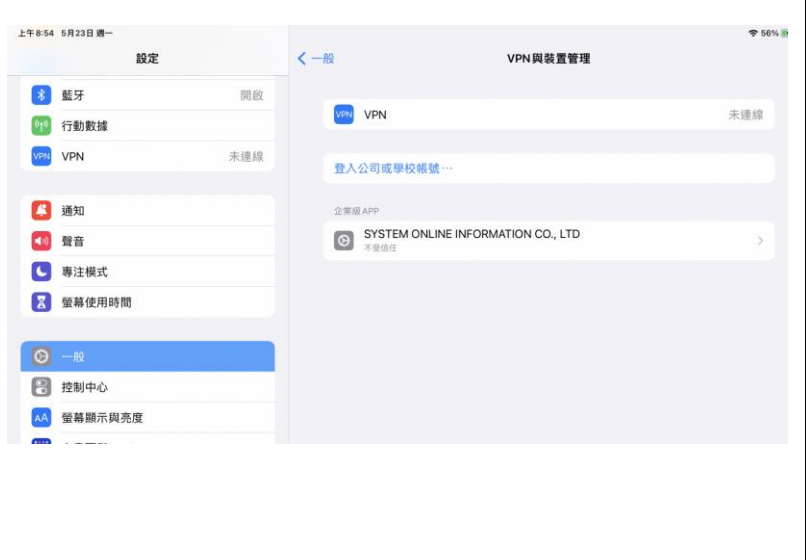 上午8:54 5月23日 週一
56%
設定
藍牙 開啟
行動數據
VPN VPN 未連線
通知
聲音
專注模式
螢幕使用時間
一般
控制中心
AA 螢幕顯示與亮度
一般
VPN與裝置管理
VPN VPN 未連線
登入公司或學校帳號⋯
企業級 APP
SYSTEM ONLINE INFORMATION CO., LTD
不受信任